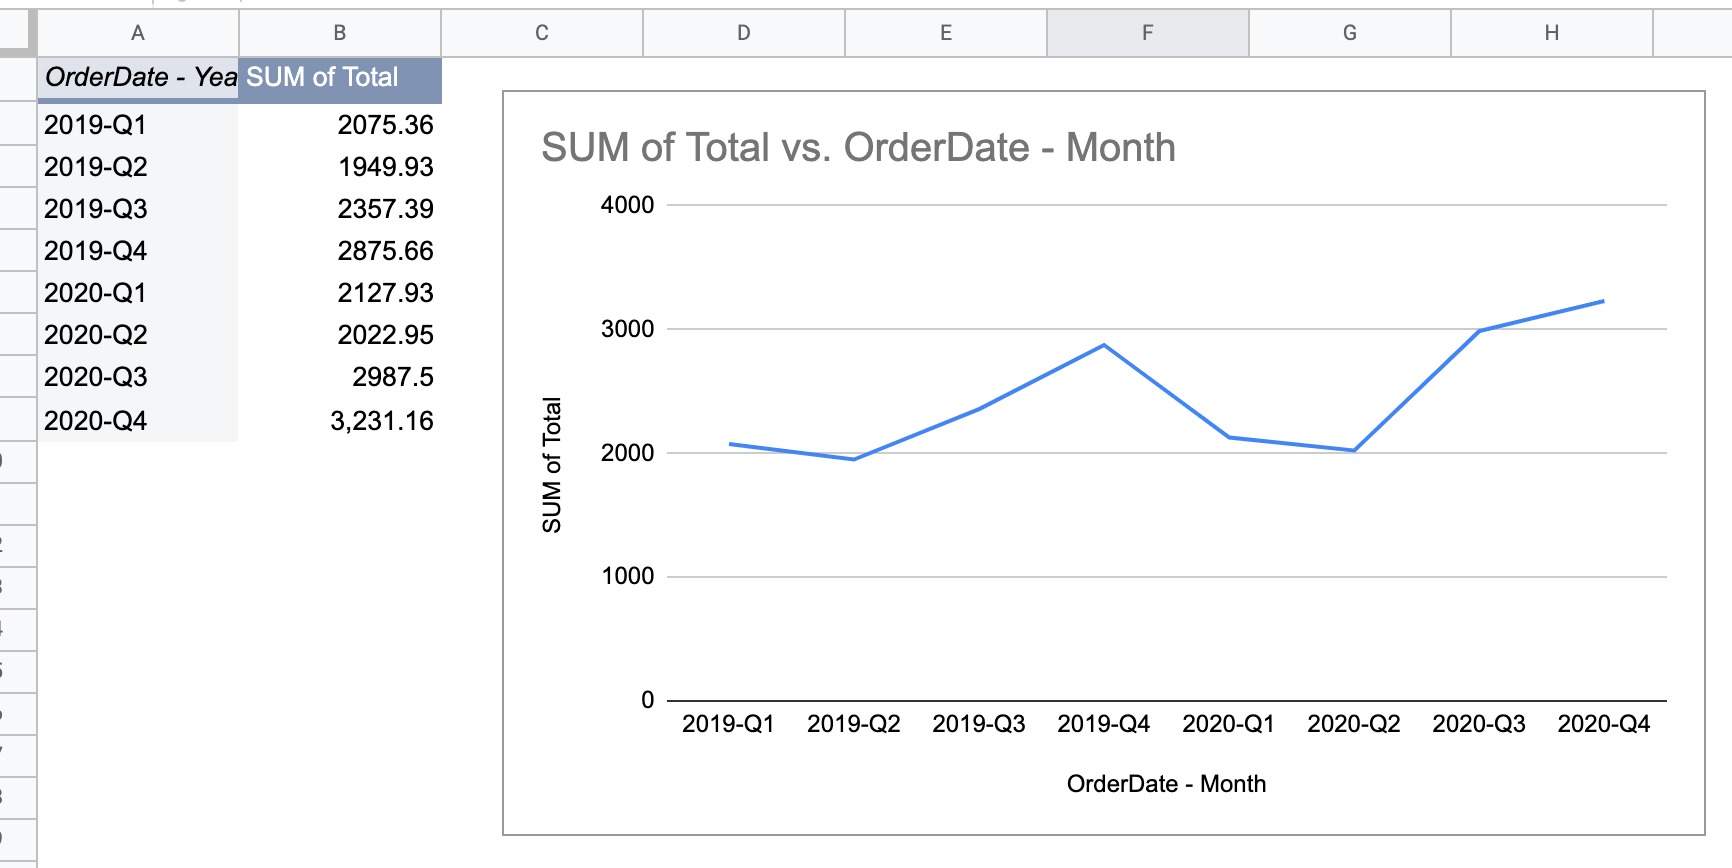 A B C D E F G H
OrderDate - Yea SUM of Total
2019-Q1 2075.36
2019-Q2 1949.93
2019-Q3 2357.39
2019-Q4 2875.66
2020-Q1 2127.93
2020-Q2 2022.95
2020-Q3 2987.5
2020-Q4 3,231.16
SUM of Total vs. OrderDate - Month
4000
3000
2000
1000
0
SUM of Total
2019-Q1 2019-Q2 2019-Q3 2019-Q4 2020-Q1 2020-Q2 2020-Q3 2020-Q4
OrderDate - Month